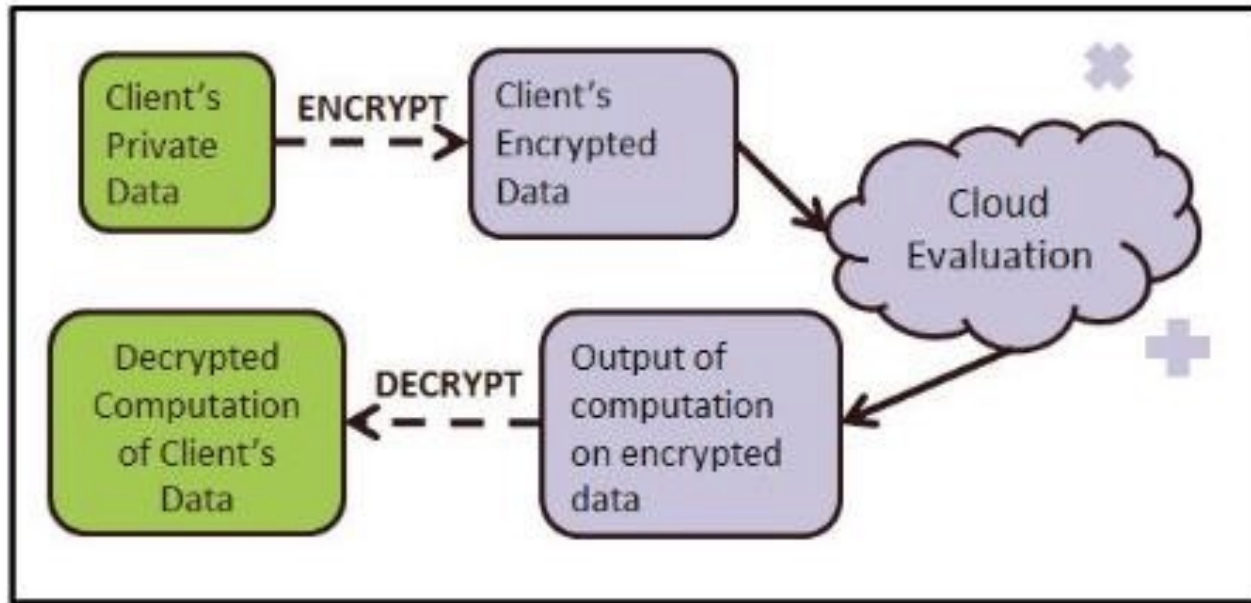 Client's
Private
Data
ENCRYPT
Client's
Encrypted
Data
Cloud
Evaluation
Decrypted
Computation
of Client's
Data
DECRYPT
Output of
computation
on encrypted
data